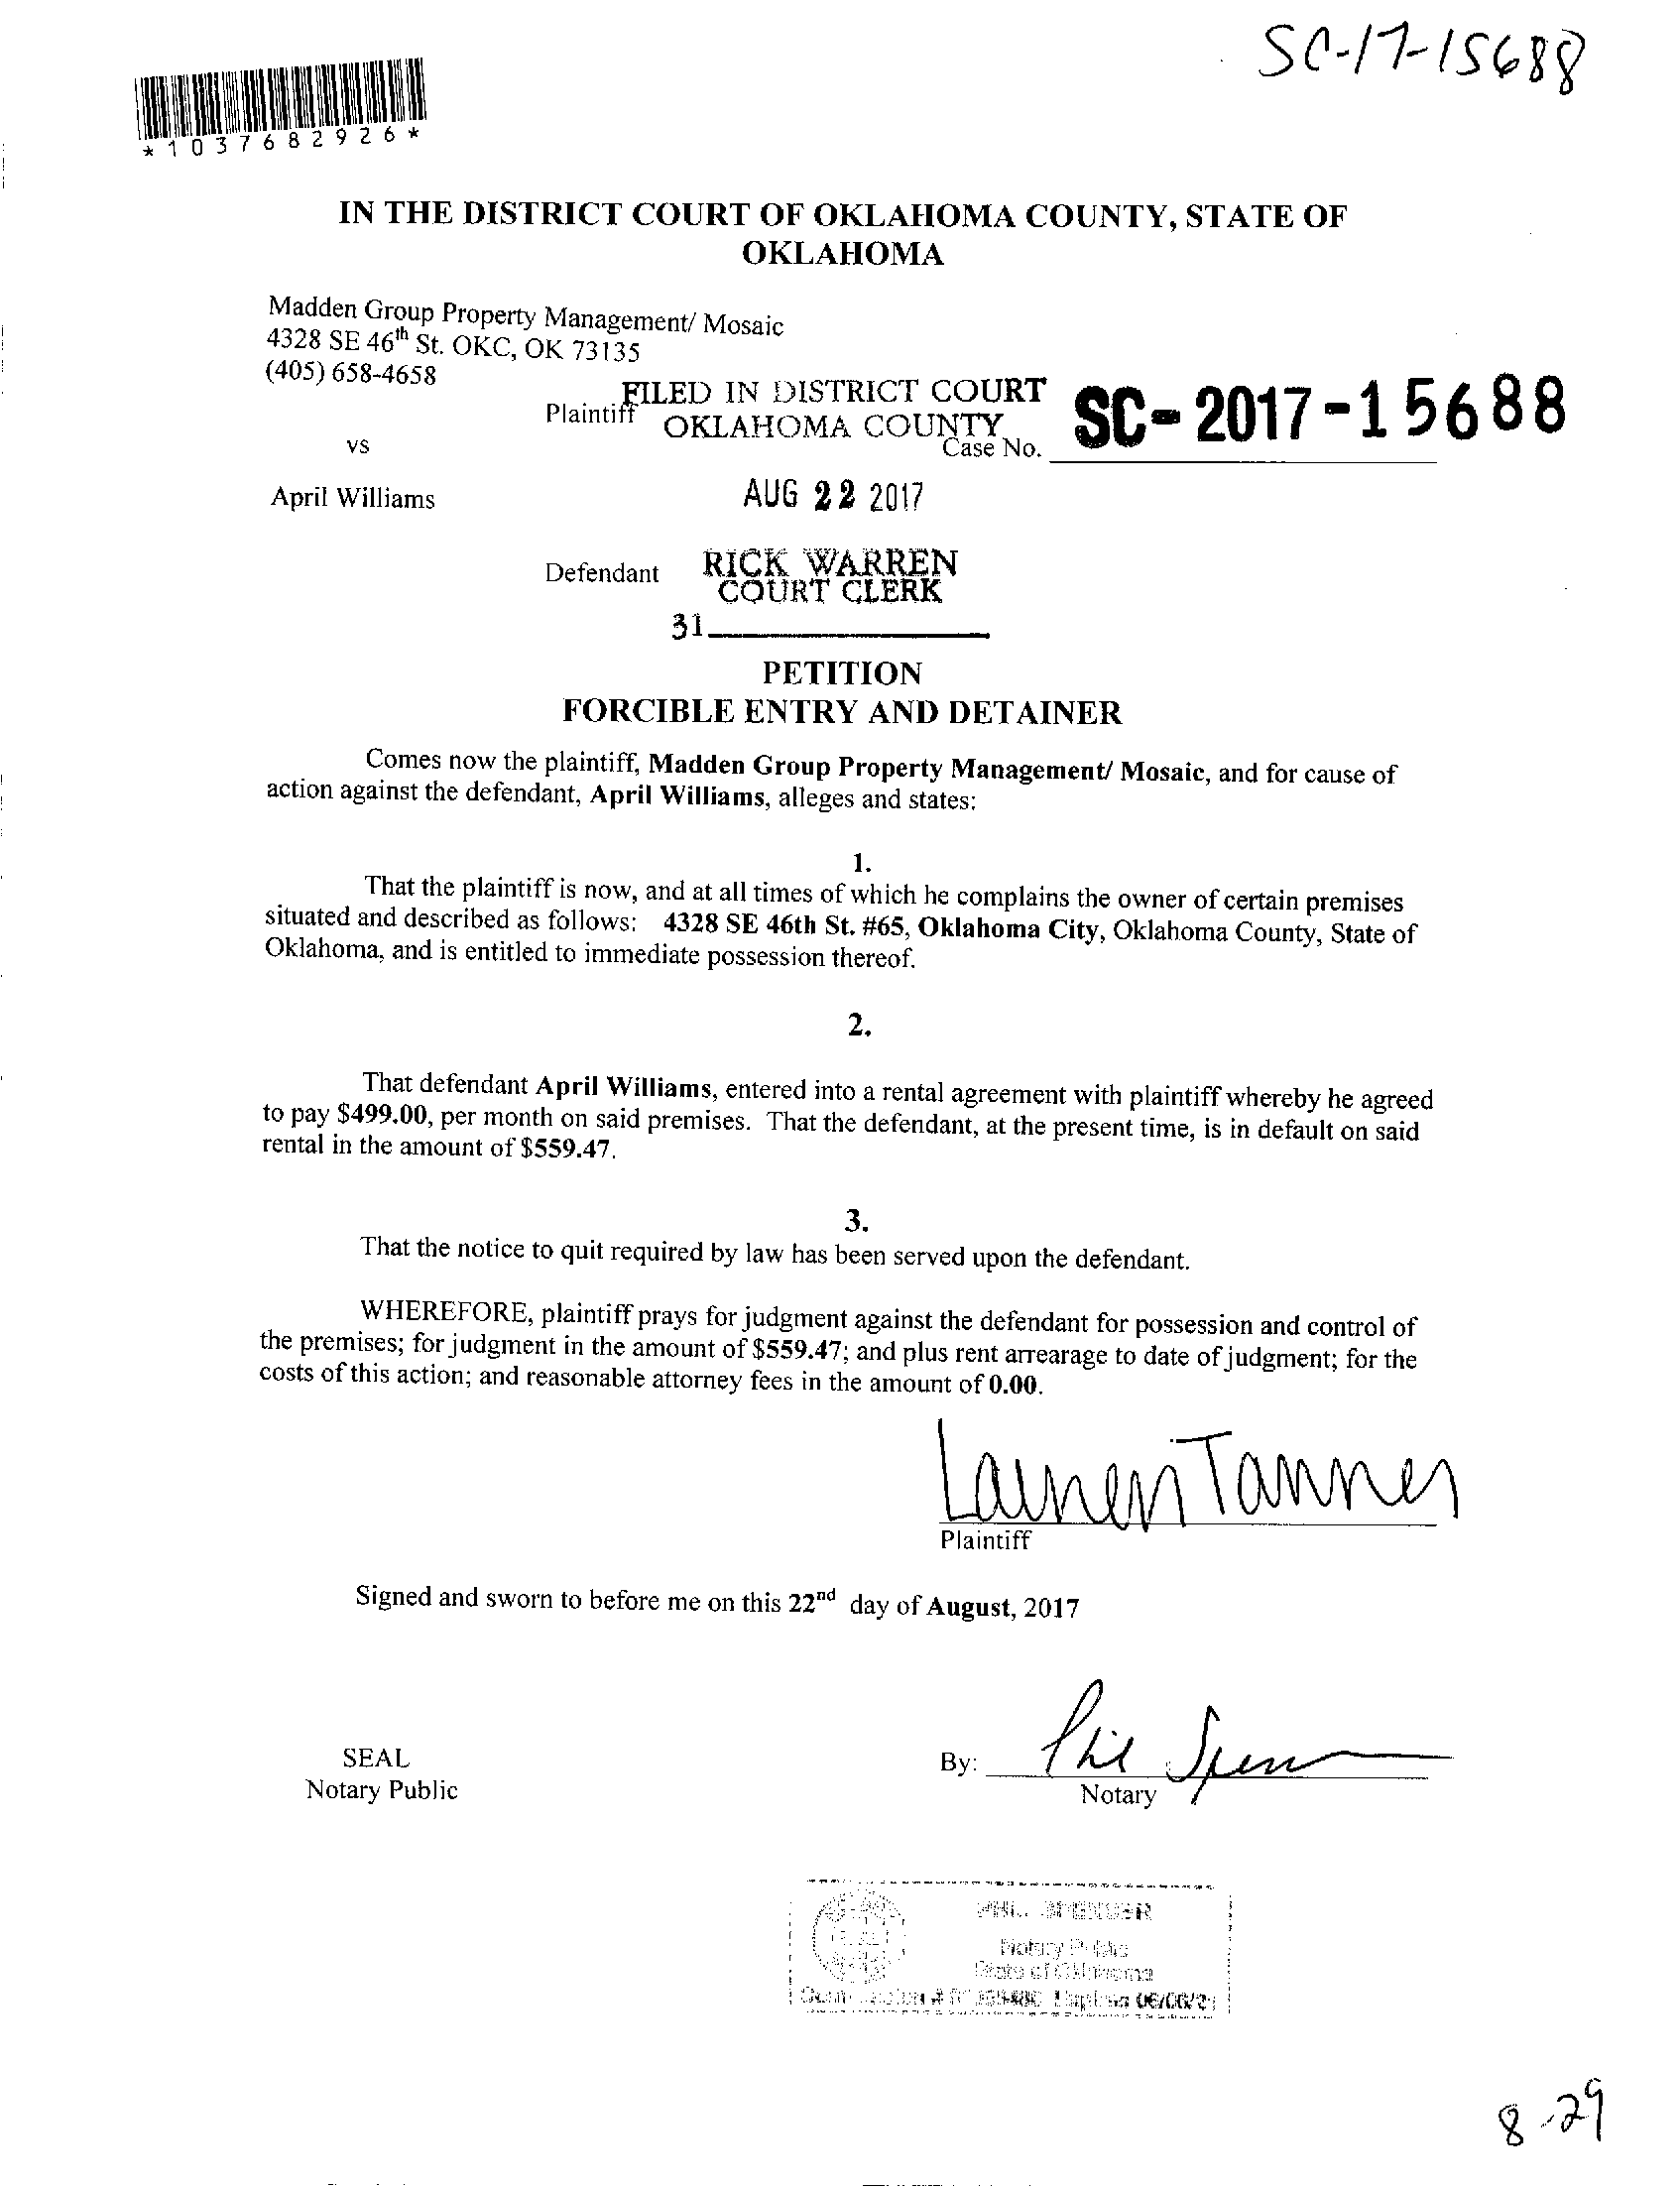 SC-17-15688
*1037682926*
IN THE DISTRICT COURT OF OKLAHOMA COUNTY, STATE OF
OKLAHOMA
Madden Group Property Management/ Mosaic
4328 SE 46th St. OKC, OK 73135
(405) 658-4658
FILED IN DISTRICT COURT
Plaintiff
OKLAHOMA COUNTY
Case No. SC-2017-15688
vs
April Williams
AUG 22 2017
Defendant
RICK WARREN
COURT CLERK
31
PETITION
FORCIBLE ENTRY AND DETAINER
Comes now the plaintiff, Madden Group Property Management/ Mosaic, and for cause of
action against the defendant, April Williams, alleges and states:
1.
That the plaintiff is now, and at all times of which he complains the owner of certain premises
situated and described as follows: 4328 SE 46th St. #65, Oklahoma City, Oklahoma County, State of
Oklahoma, and is entitled to immediate possession thereof.
2.
That defendant April Williams, entered into a rental agreement with plaintiff whereby he agreed
to pay $499.00, per month on said premises. That the defendant, at the present time, is in default on said
rental in the amount of $559.47.
3.
That the notice to quit required by law has been served upon the defendant.
WHEREFORE, plaintiff prays for judgment against the defendant for possession and control of
the premises; for judgment in the amount of $559.47; and plus rent arrearage to date of judgment; for the
costs of this action; and reasonable attorney fees in the amount of 0.00.
Lauren Tanner
Plaintiff
Signed and sworn to before me on this 22nd day of August, 2017
SEAL
Notary Public
By: Phil Spencer
Notary
PHIL SPENCER
Notary Public
State of Oklahoma
Expires 06/06/21
8-29